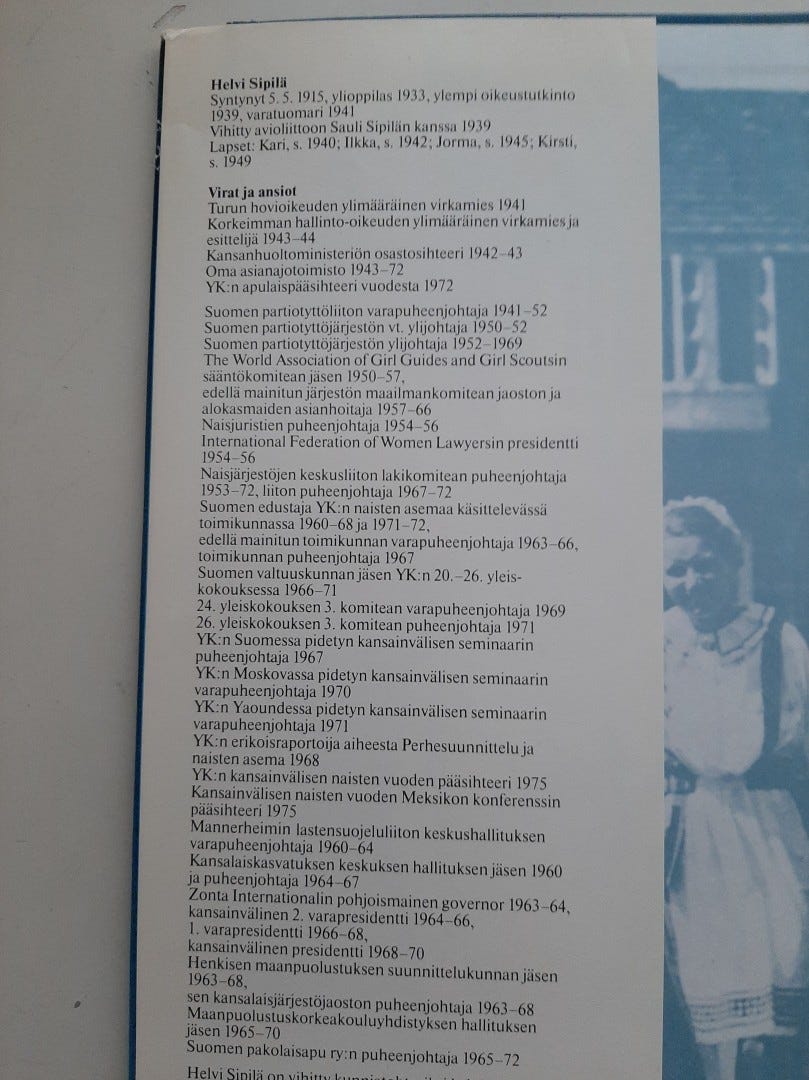 Helvi Sipilä
Syntynyt 5. 5. 1915, ylioppilas 1933, ylempi oikeustutkinto
1939, varatuomari 1941
Vihitty avioliittoon Sauli Sipilän kanssa 1939
Lapset: Kari, s. 1940; Ilkka, s. 1942; Jorma, s. 1945; Kirsti,
s. 1949
Virat ja ansiot
Turun hovioikeuden ylimääräinen virkamies 1941
Korkeimman hallinto-oikeuden ylimääräinen virkamies ja
esittelijä 1943–44
Kansanhuoltoministeriön osastosihteeri 1942–43
Oma asianajotoimisto 1943–72
YK:n apulaispääsihteeri vuodesta 1972
Suomen partiotyttöliiton varapuheenjohtaja 1941–52
Suomen partiotyttöjärjestön vt. ylijohtaja 1950–52
Suomen partiotyttöjärjestön ylijohtaja 1952–1969
The World Association of Girl Guides and Girl Scoutsin
sääntökomitean jäsen 1950–57,
edellä mainitun järjestön maailmankomitean jaoston ja
alokasmaiden asianhoitaja 1957–66
Naisjuristien puheenjohtaja 1954–56
International Federation of Women Lawyersin presidentti
1954–56
Naisjärjestöjen keskusliiton lakikomitean puheenjohtaja
1953–72, liiton puheenjohtaja 1967–72
Suomen edustaja YK:n naisten asemaa käsittelevässä
toimikunnassa 1960–68 ja 1971–72,
edellä mainitun toimikunnan varapuheenjohtaja 1963–66,
toimikunnan puheenjohtaja 1967
Suomen valtuuskunnan jäsen YK:n 20.–26. yleis-
kokouksessa 1966–71
24. yleiskokouksen 3. komitean varapuheenjohtaja 1969
26. yleiskokouksen 3. komitean puheenjohtaja 1971
YK:n Suomessa pidetyn kansainvälisen seminaarin
puheenjohtaja 1967
YK:n Moskovassa pidetyn kansainvälisen seminaarin
varapuheenjohtaja 1970
YK:n Yaoundessa pidetyn kansainvälisen seminaarin
varapuheenjohtaja 1971
YK:n erikoisraportoija aiheesta Perhesuunnittelu ja
naisten asema 1968
YK:n kansainvälisen naisten vuoden pääsihteeri 1975
Kansainvälisen naisten vuoden Meksikon konferenssin
pääsihteeri 1975
Mannerheimin lastensuojeluliiton keskushallituksen
varapuheenjohtaja 1960–64
Kansalaiskasvatuksen keskuksen hallituksen jäsen 1960
ja puheenjohtaja 1964–67
Zonta Internationalin pohjoismainen governor 1963–64,
kansainvälinen 2. varapresidentti 1964–66,
1. varapresidentti 1966–68,
kansainvälinen presidentti 1968–70
Henkisen maanpuolustuksen suunnittelukunnan jäsen
1963–68,
sen kansalaisjärjestöjaoston puheenjohtaja 1963–68
Maanpuolustuskorkeakouluyhdistyksen hallituksen
jäsen 1965–70
Suomen pakolaisapu ry:n puheenjohtaja 1965–72
Helvi Sipilä on vihitty